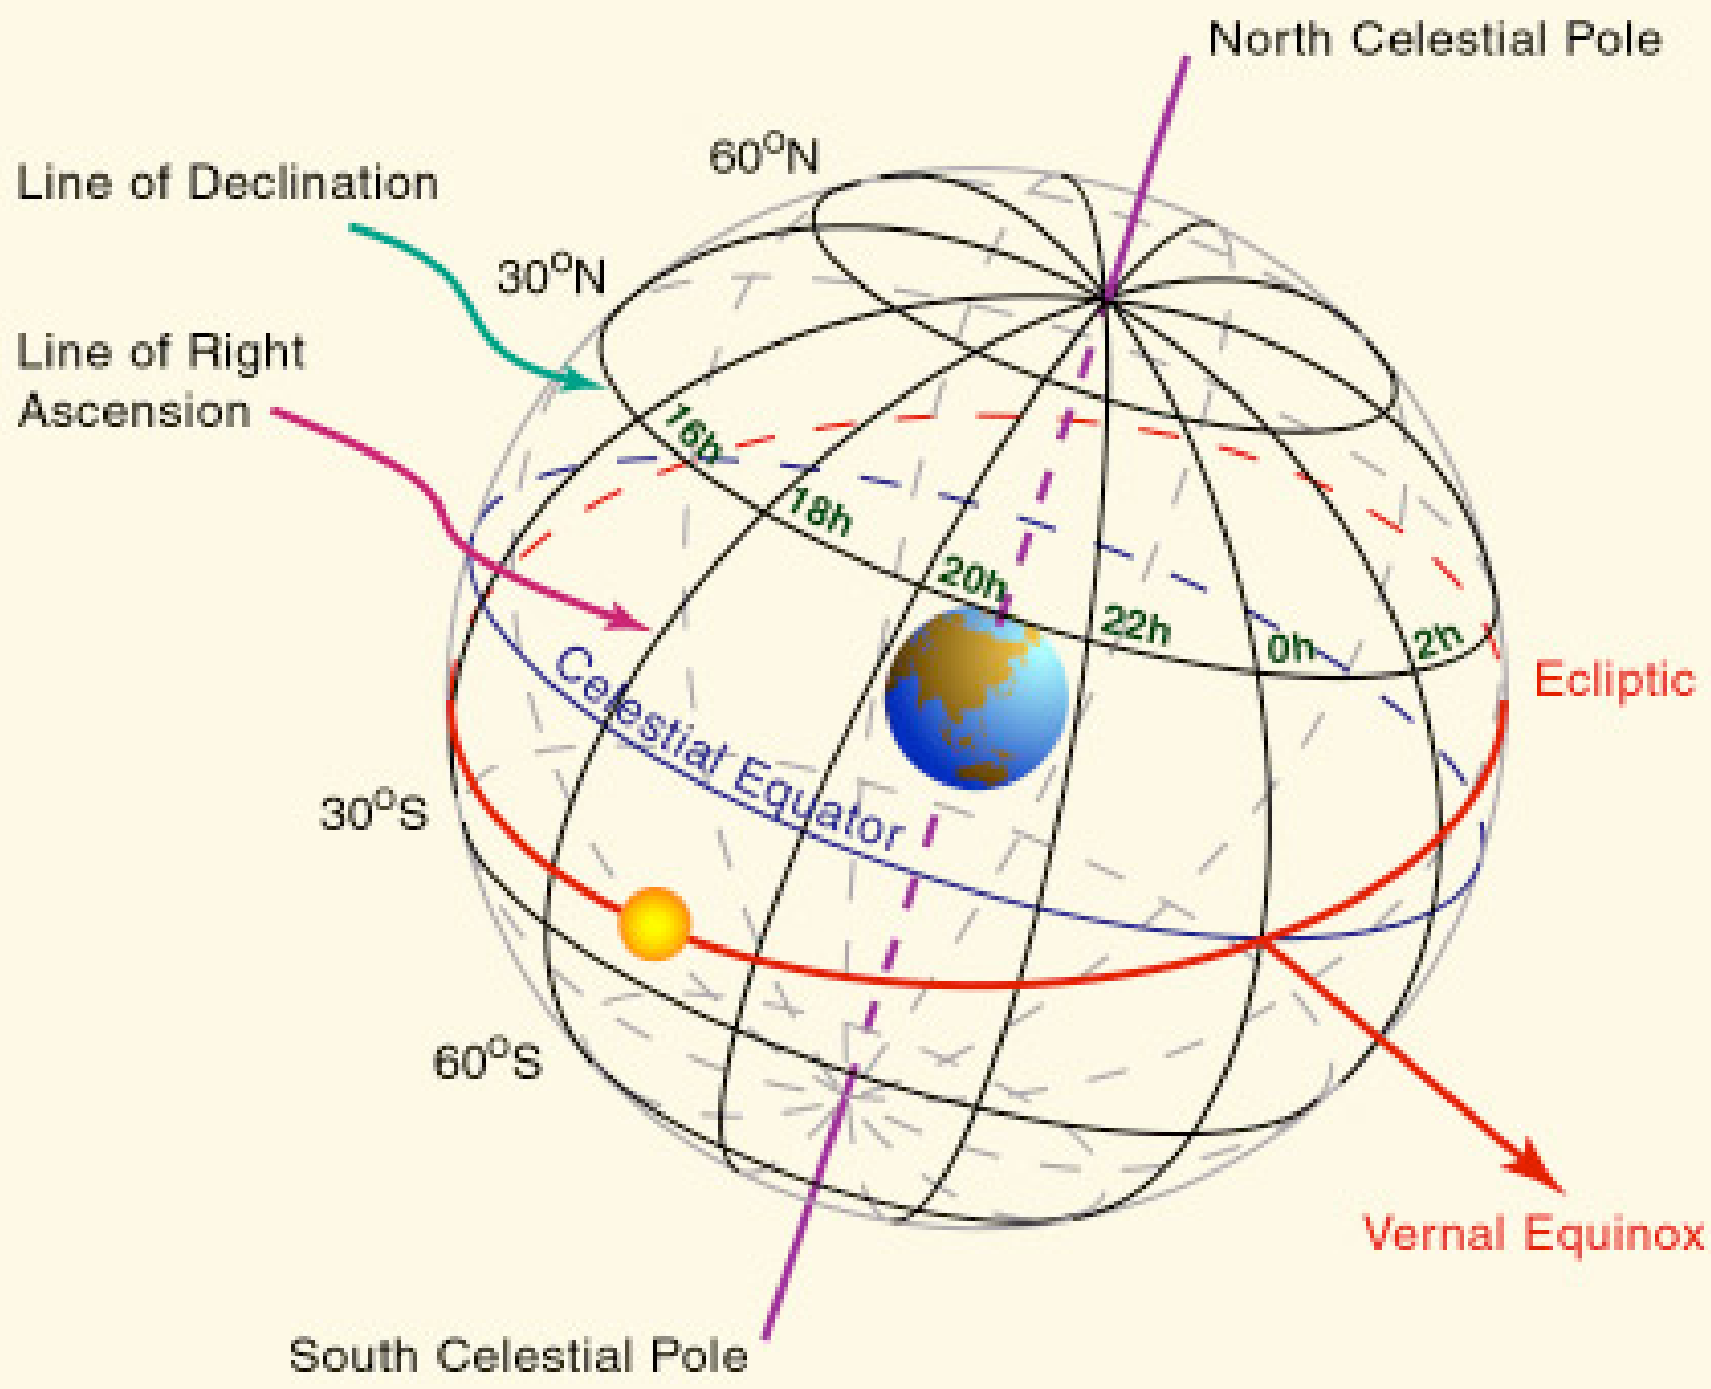 North Celestial Pole
60°N
Line of Declination
30°N
Line of Right
Ascension
16h
18h
20h
22h
0h
2h
Celestial Equator
Ecliptic
30°S
60°S
Vernal Equinox
South Celestial Pole